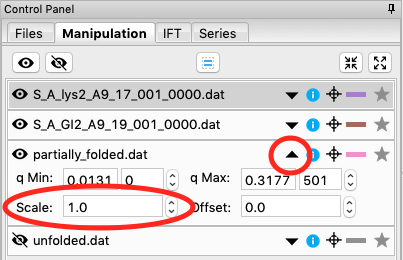 Control Panel
Files Manipulation IFT Series
S_A_lys2_A9_17_001_0000.dat
S_A_GI2_A9_19_001_0000.dat
partially_folded.dat
q Min: 0.0131 0 q Max: 0.3177 501
Scale: 1.0 Offset: 0.0
unfolded.dat